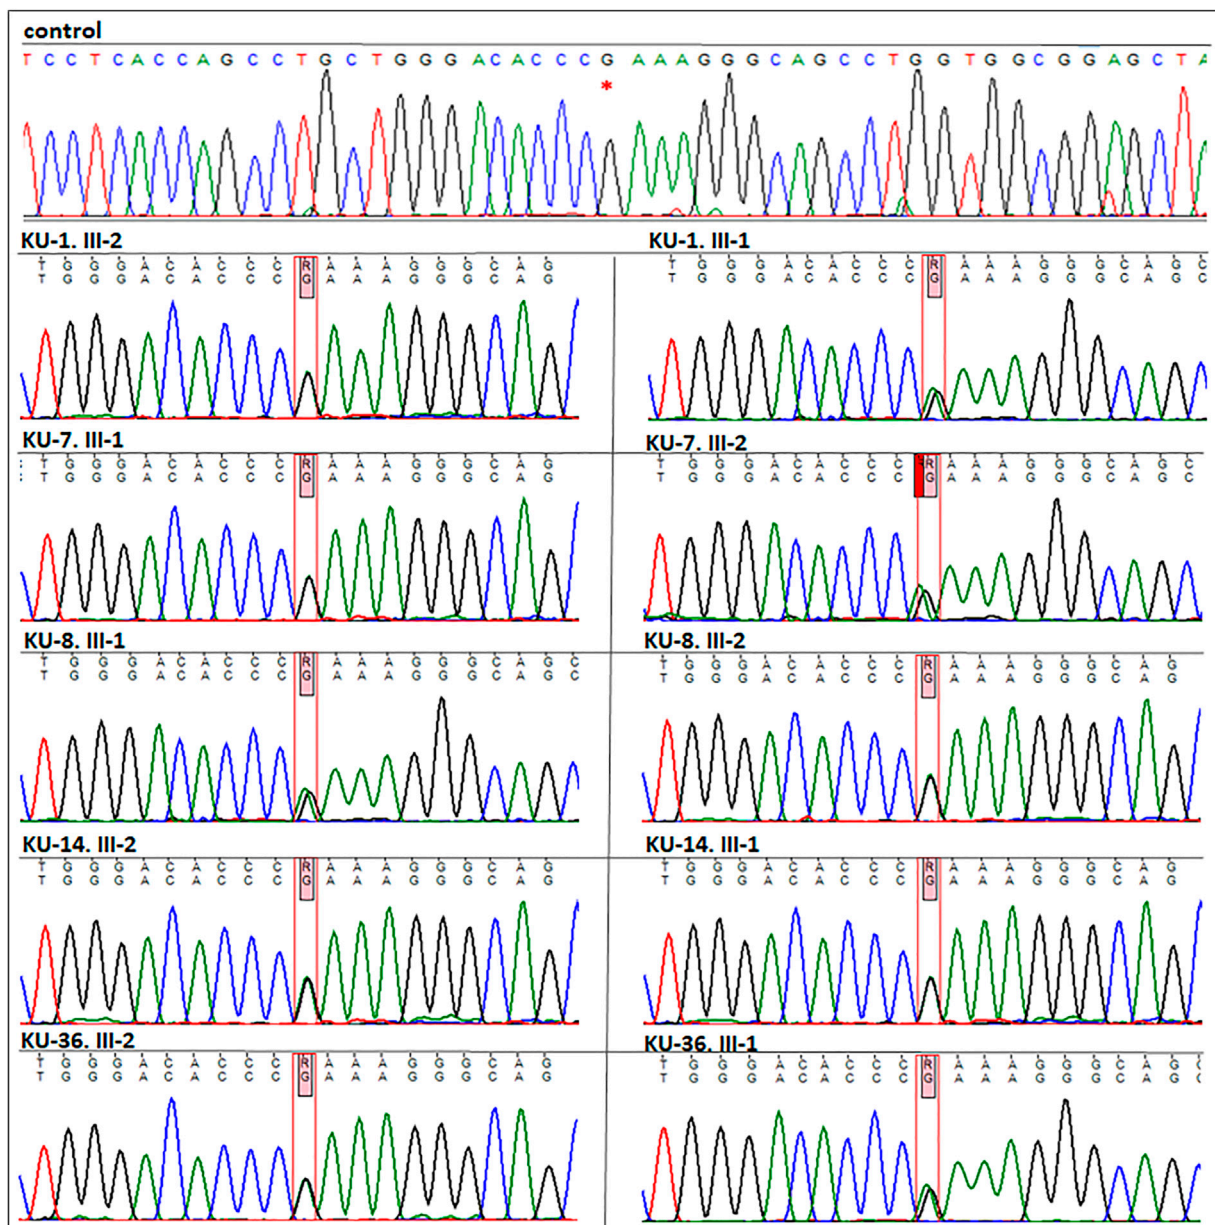 control
T C C T C A C C A G C C T G C T G G G A C A C C C G A A A G G G C A G C C T G G T G G C G G A G C T A
*
KU-1. III-2
T G G G A C A C C C R A A A G G G C A G
T G G G A C A C C C G A A A G G G C A G
KU-1. III-1
T G G G A C A C C C R A A A G G G C A G C
T G G G A C A C C C G A A A G G G C A G C
KU-7. III-1
T G G G A C A C C C R A A A G G G C A G
T G G G A C A C C C G A A A G G G C A G
KU-7. III-2
T G G G A C A C C C R A A A G G G C A G C
T G G G A C A C C C G A A A G G G C A G C
KU-8. III-1
T G G G A C A C C C R A A A G G G C A G C
T G G G A C A C C C G A A A G G G C A G C
KU-8. III-2
T G G G A C A C C C R A A A G G G C A G
T G G G A C A C C C G A A A G G G C A G
KU-14. III-2
T G G G A C A C C C R A A A G G G C A G
T G G G A C A C C C G A A A G G G C A G
KU-14. III-1
T G G G A C A C C C R A A A G G G C A G
T G G G A C A C C C G A A A G G G C A G
KU-36. III-2
T G G G A C A C C C R A A A G G G C A G
T G G G A C A C C C G A A A G G G C A G
KU-36. III-1
T G G G A C A C C C R A A A G G G C A G
T G G G A C A C C C G A A A G G G C A G